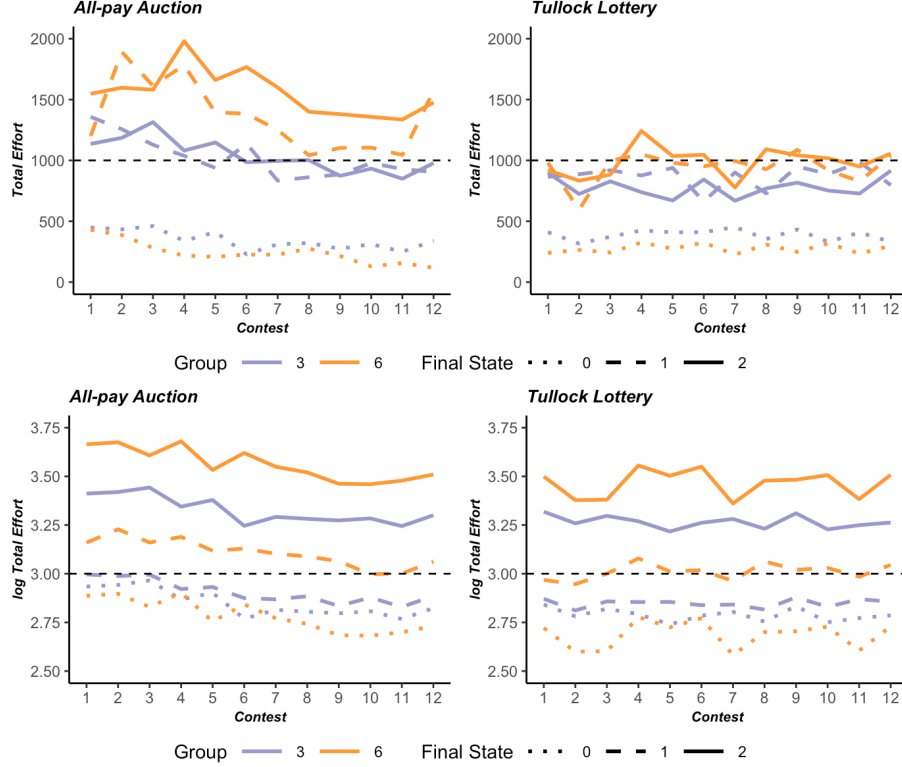 All-pay Auction
Tullock Lottery
2000
1500
1000
500
0
Total Effort
1 2 3 4 5 6 7 8 9 10 11 12
Contest
2000
1500
1000
500
0
Total Effort
1 2 3 4 5 6 7 8 9 10 11 12
Contest
Group 3 6 Final State 0 1 2
All-pay Auction
Tullock Lottery
3.75
3.50
3.25
3.00
2.75
2.50
log Total Effort
1 2 3 4 5 6 7 8 9 10 11 12
Contest
3.75
3.50
3.25
3.00
2.75
2.50
log Total Effort
1 2 3 4 5 6 7 8 9 10 11 12
Contest
Group 3 6 Final State 0 1 2